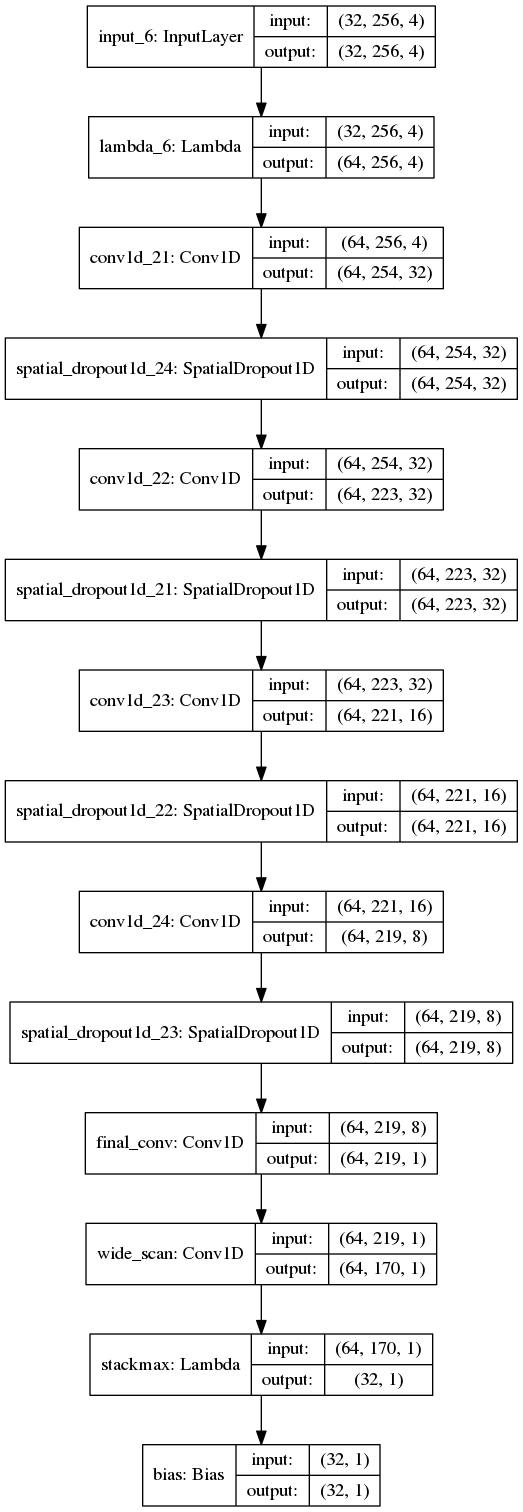 input_6: InputLayer
input: (32, 256, 4)
output: (32, 256, 4)
lambda_6: Lambda
input: (32, 256, 4)
output: (64, 256, 4)
conv1d_21: Conv1D
input: (64, 256, 4)
output: (64, 254, 32)
spatial_dropout1d_24: SpatialDropout1D
input: (64, 254, 32)
output: (64, 254, 32)
conv1d_22: Conv1D
input: (64, 254, 32)
output: (64, 223, 32)
spatial_dropout1d_21: SpatialDropout1D
input: (64, 223, 32)
output: (64, 223, 32)
conv1d_23: Conv1D
input: (64, 223, 32)
output: (64, 221, 16)
spatial_dropout1d_22: SpatialDropout1D
input: (64, 221, 16)
output: (64, 221, 16)
conv1d_24: Conv1D
input: (64, 221, 16)
output: (64, 219, 8)
spatial_dropout1d_23: SpatialDropout1D
input: (64, 219, 8)
output: (64, 219, 8)
final_conv: Conv1D
input: (64, 219, 8)
output: (64, 219, 1)
wide_scan: Conv1D
input: (64, 219, 1)
output: (64, 170, 1)
stackmax: Lambda
input: (64, 170, 1)
output: (32, 1)
bias: Bias
input: (32, 1)
output: (32, 1)